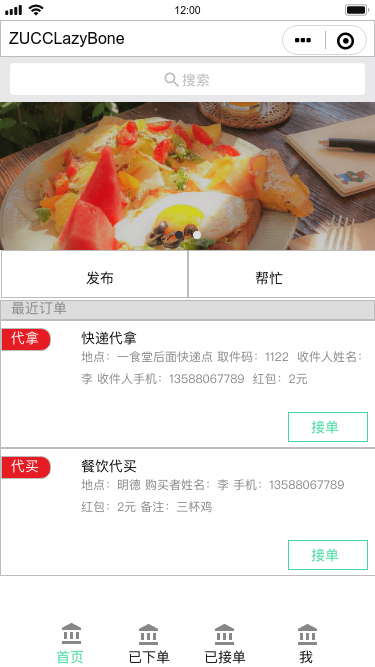 12:00
ZUCCLazyBone
搜索
发布 帮忙
最近订单
代拿 快递代拿
地点：一食堂后面快递点 取件码：1122 收件人姓名：
李 收件人手机：13588067789 红包：2元
接单
代买 餐饮代买
地点：明德 购买者姓名：李 手机：13588067789
红包：2元 备注：三杯鸡
接单
首页 已下单 已接单 我